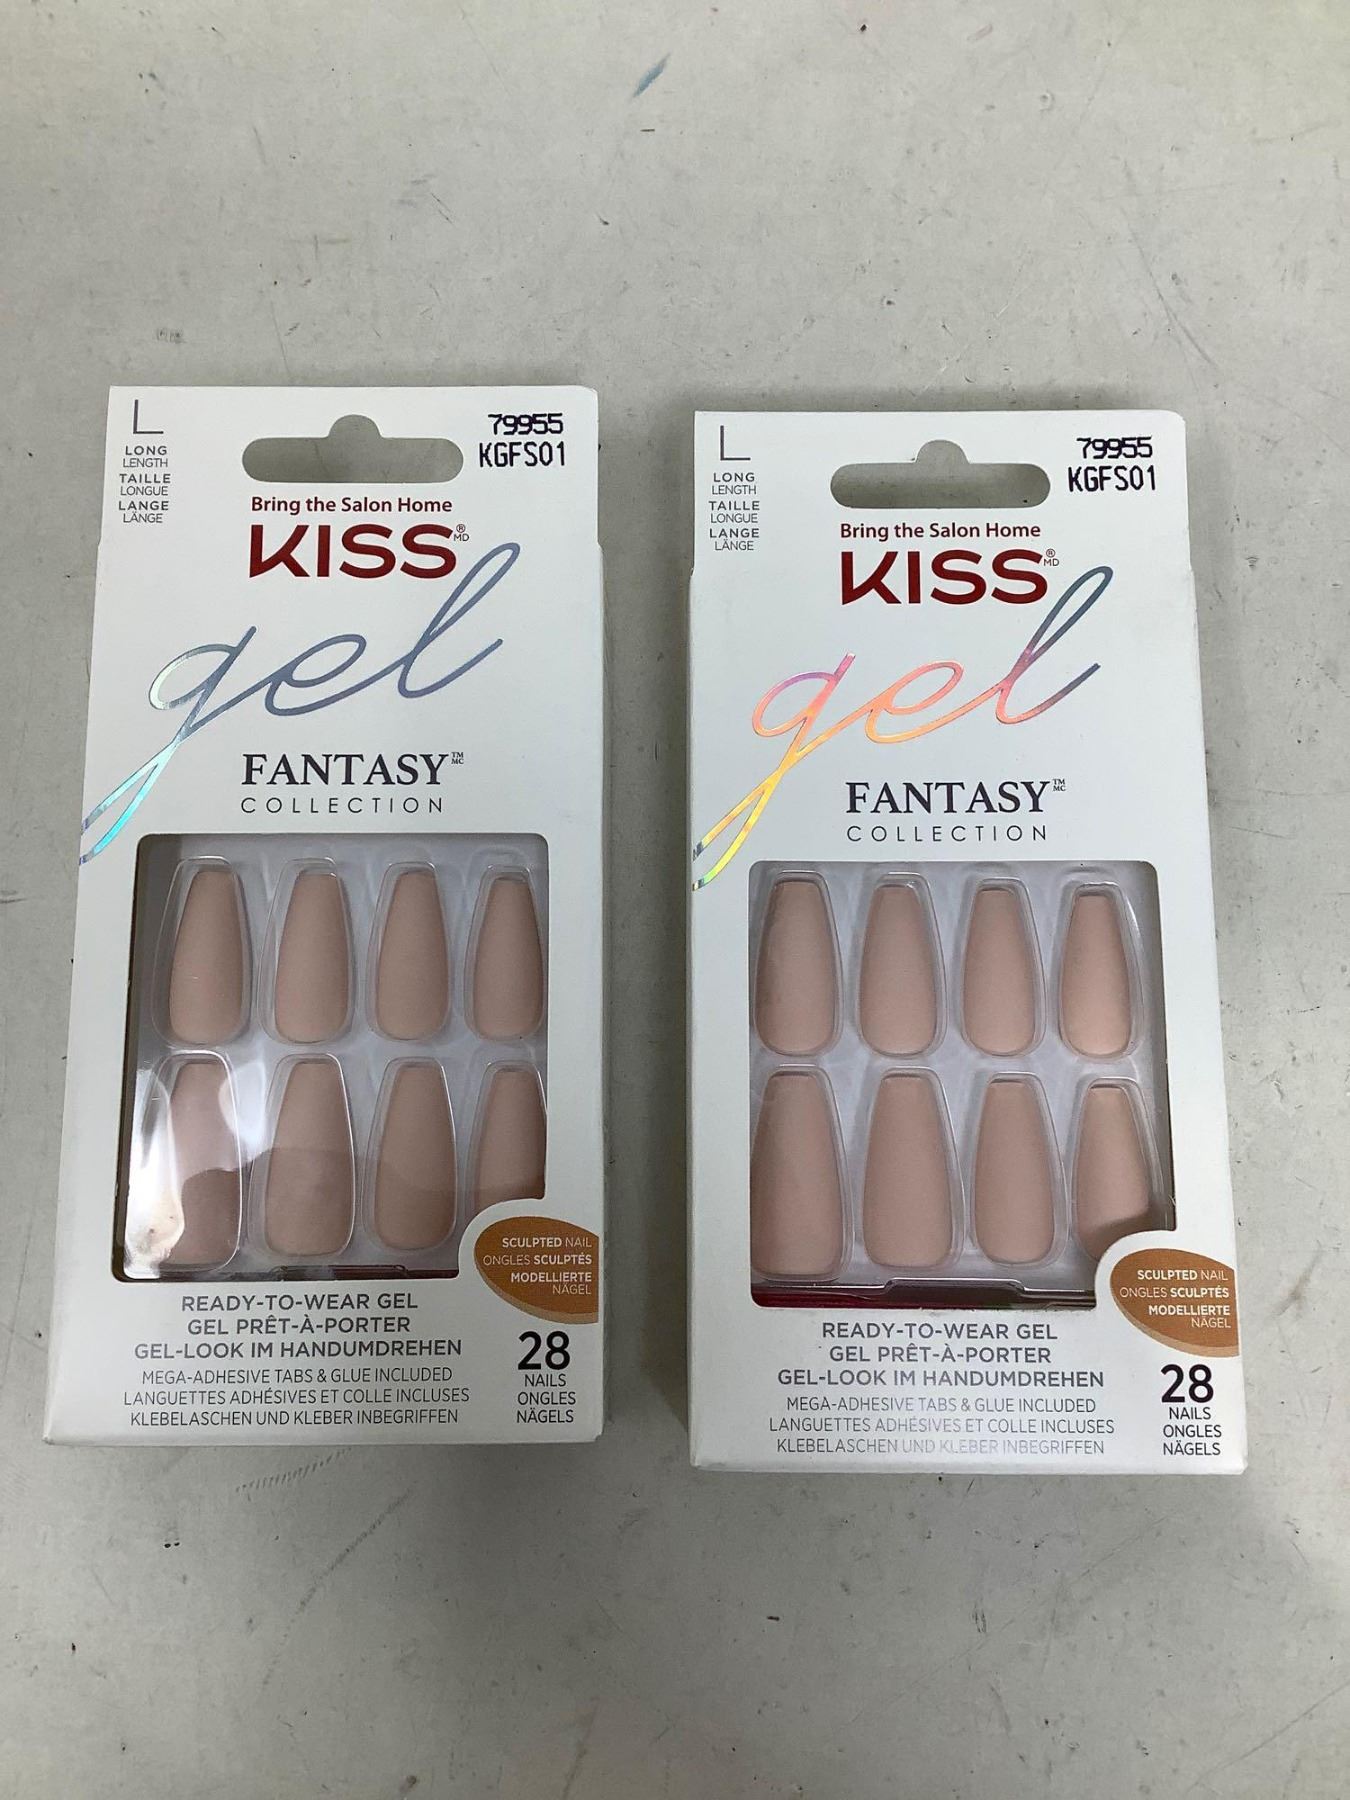 L
LONG
LENGTH
TAILLE
LONGUE
LANGE
LÄNGE
79955
KGFS01
Bring the Salon Home
KISS®MD
gel
FANTASY™MC
COLLECTION
SCULPTED NAIL
ONGLES SCULPTÉS
MODELLIERTE
NÄGEL
READY-TO-WEAR GEL
GEL PRÊT-À-PORTER
GEL-LOOK IM HANDUMDREHEN
MEGA-ADHESIVE TABS & GLUE INCLUDED
LANGUETTES ADHÉSIVES ET COLLE INCLUSES
KLEBELASCHEN UND KLEBER INBEGRIFFEN
28
NAILS
ONGLES
NÄGELS
L
LONG
LENGTH
TAILLE
LONGUE
LANGE
LÄNGE
79955
KGFS01
Bring the Salon Home
KISS®MD
gel
FANTASY™MC
COLLECTION
SCULPTED NAIL
ONGLES SCULPTÉS
MODELLIERTE
NÄGEL
READY-TO-WEAR GEL
GEL PRÊT-À-PORTER
GEL-LOOK IM HANDUMDREHEN
MEGA-ADHESIVE TABS & GLUE INCLUDED
LANGUETTES ADHÉSIVES ET COLLE INCLUSES
KLEBELASCHEN UND KLEBER INBEGRIFFEN
28
NAILS
ONGLES
NÄGELS